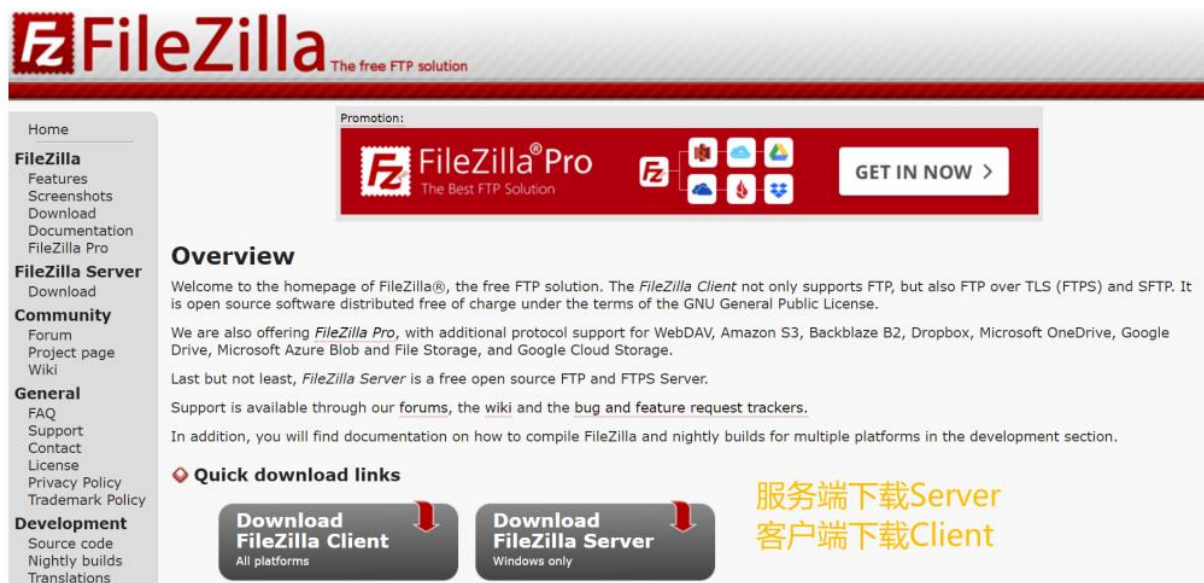 FileZilla The free FTP solution
Home
FileZilla
Features
Screenshots
Download
Documentation
FileZilla Pro
FileZilla Server
Download
Community
Forum
Project page
Wiki
General
FAQ
Support
Contact
License
Privacy Policy
Trademark Policy
Development
Source code
Nightly builds
Translations
Promotion:
FileZilla®Pro
The Best FTP Solution
GET IN NOW >
Overview
Welcome to the homepage of FileZilla®, the free FTP solution. The FileZilla Client not only supports FTP, but also FTP over TLS (FTPS) and SFTP. It
is open source software distributed free of charge under the terms of the GNU General Public License.
We are also offering FileZilla Pro, with additional protocol support for WebDAV, Amazon S3, Backblaze B2, Dropbox, Microsoft OneDrive, Google
Drive, Microsoft Azure Blob and File Storage, and Google Cloud Storage.
Last but not least, FileZilla Server is a free open source FTP and FTPS Server.
Support is available through our forums, the wiki and the bug and feature request trackers.
In addition, you will find documentation on how to compile FileZilla and nightly builds for multiple platforms in the development section.
Quick download links
Download
FileZilla Client
All platforms
Download
FileZilla Server
Windows only
服务端下载Server
客户端下载Client